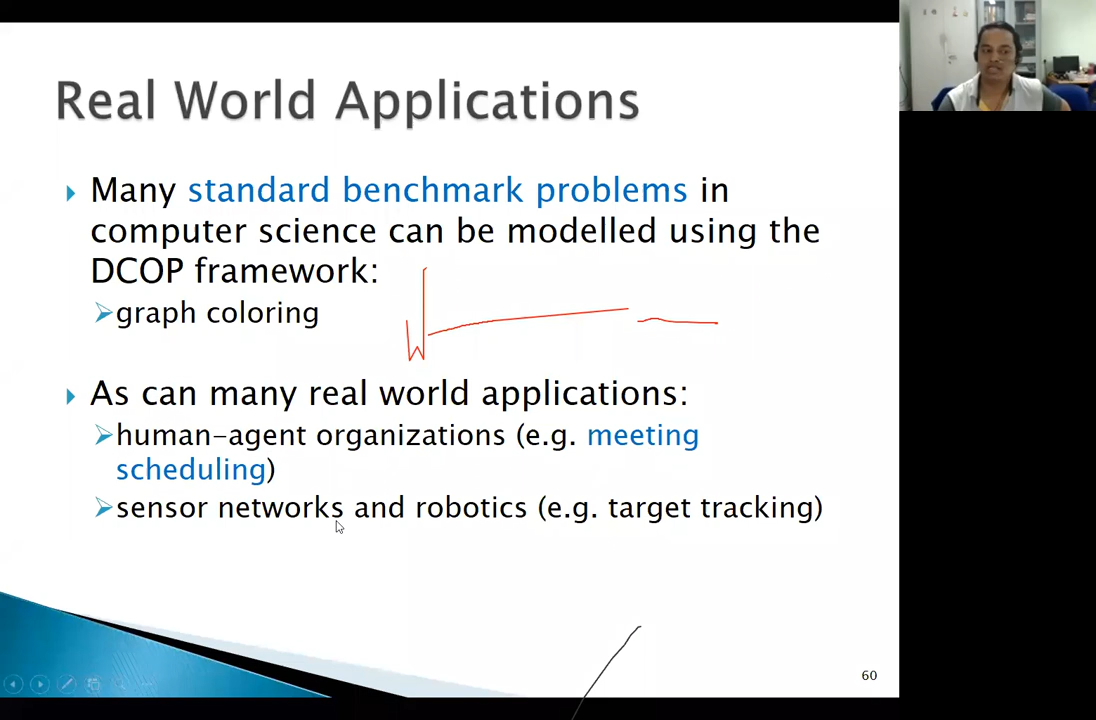 Real World Applications
Many standard benchmark problems in
computer science can be modelled using the
DCOP framework:
graph coloring
As can many real world applications:
human-agent organizations (e.g. meeting
scheduling)
sensor networks and robotics (e.g. target tracking)
60